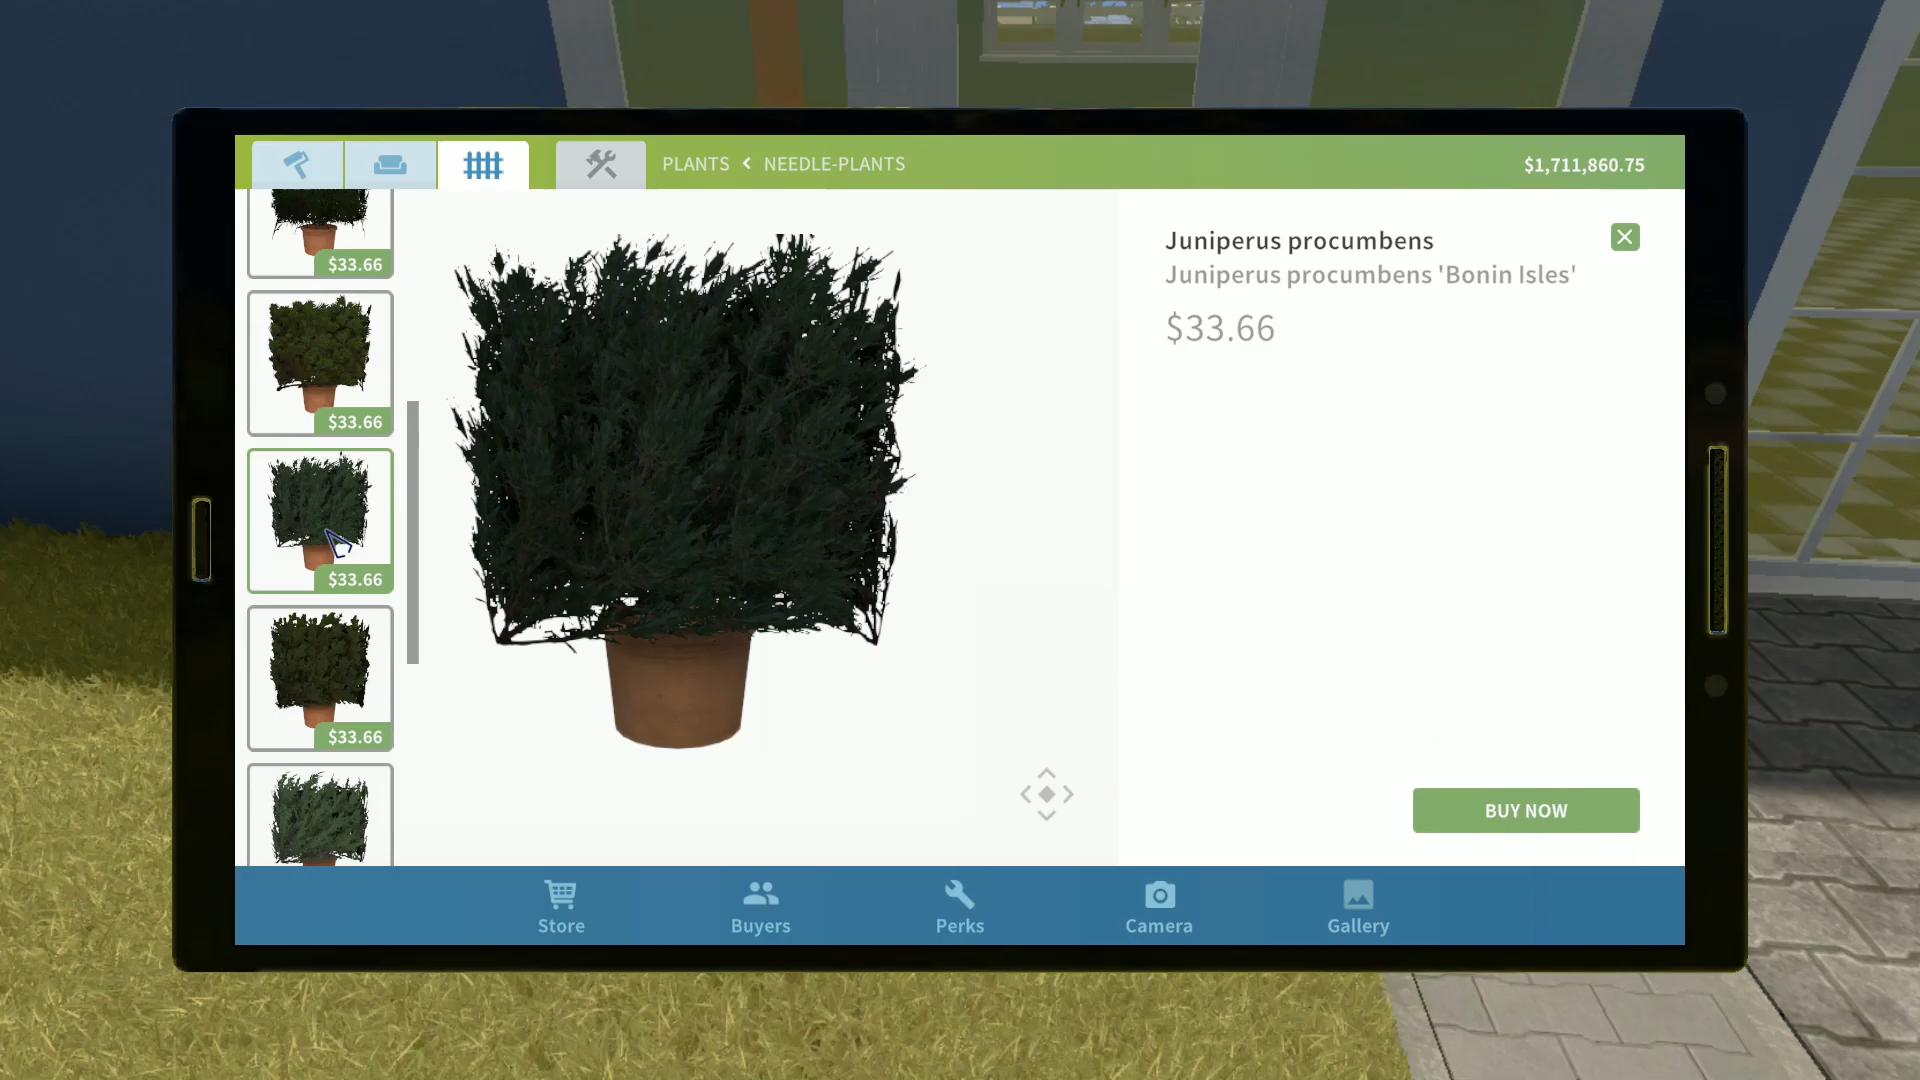 PLANTS < NEEDLE-PLANTS
$1,711,860.75
$33.66
$33.66
$33.66
$33.66
Juniperus procumbens
Juniperus procumbens 'Bonin Isles'
$33.66
BUY NOW
Store
Buyers
Perks
Camera
Gallery